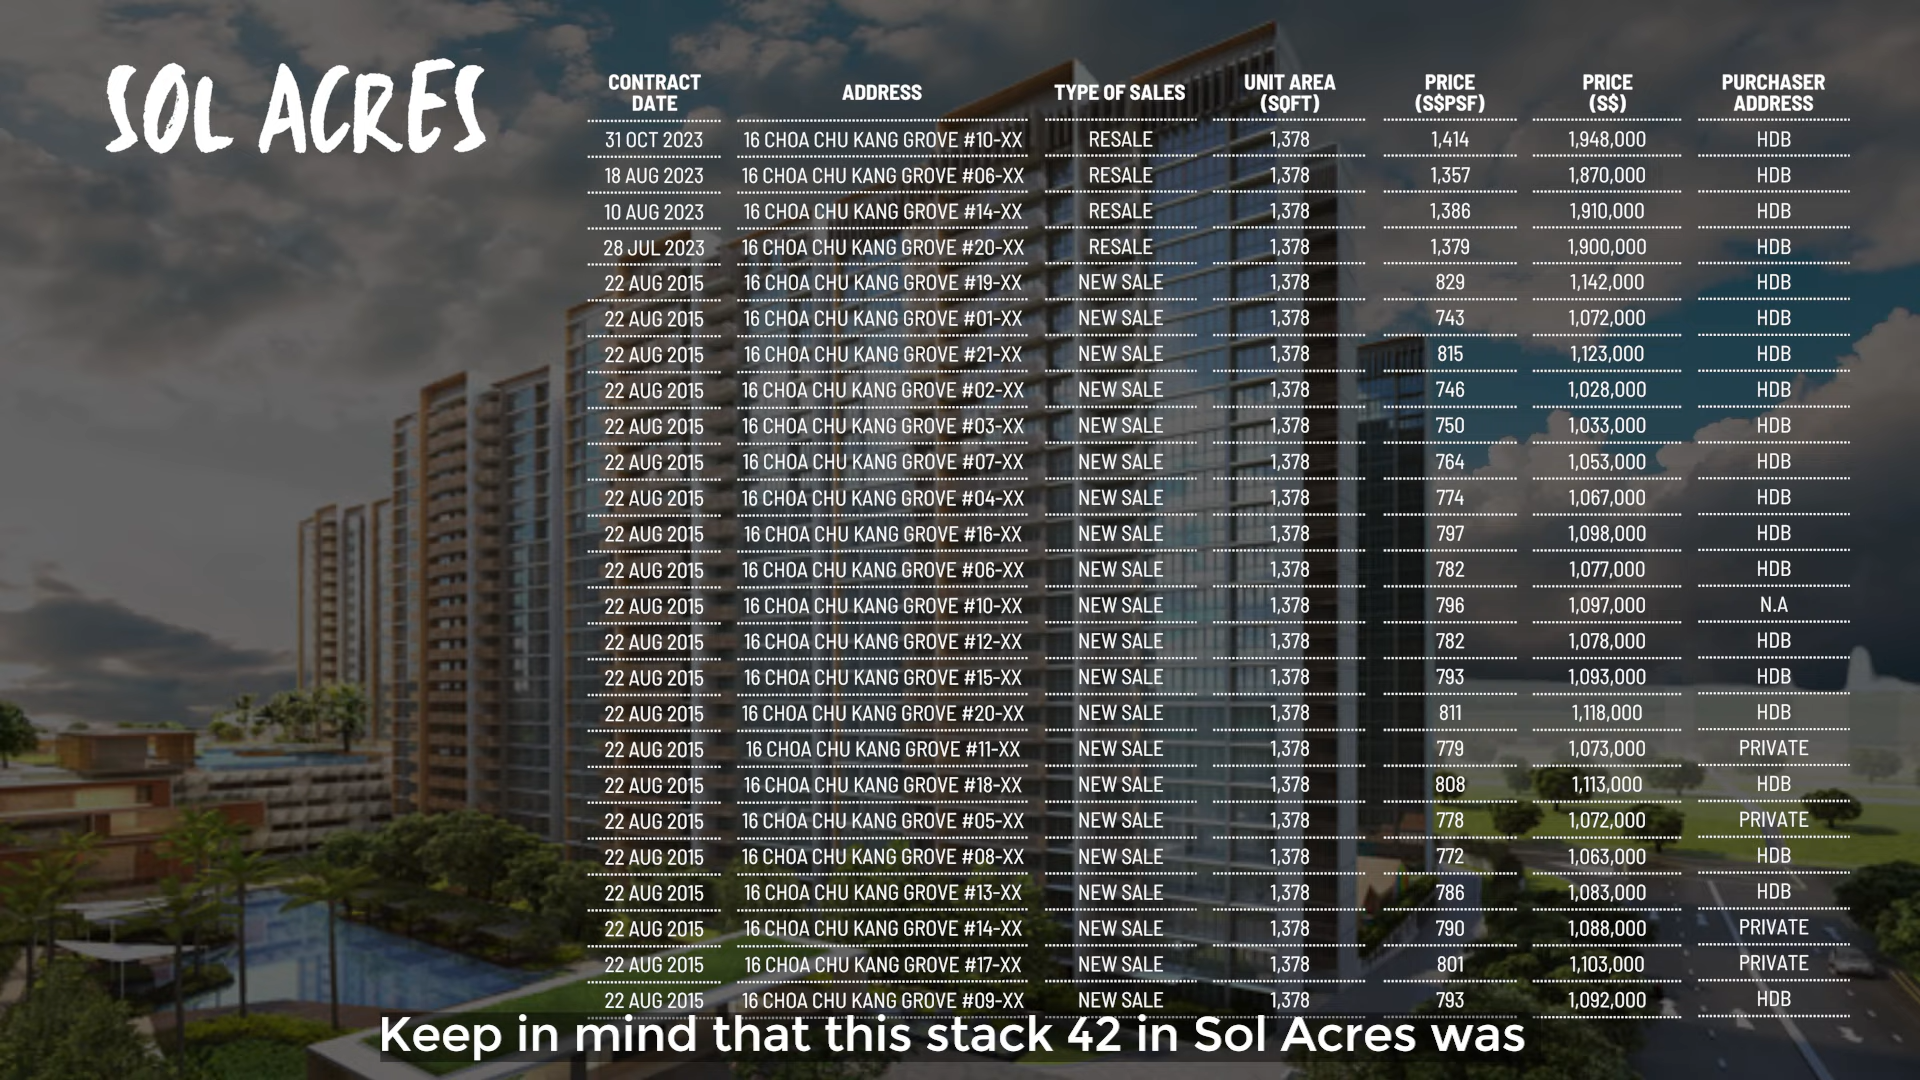 SOL ACRES
CONTRACT DATE ADDRESS TYPE OF SALES UNIT AREA (SQFT) PRICE (S$PSF) PRICE (S$) PURCHASER ADDRESS
31 OCT 2023 16 CHOA CHU KANG GROVE #10-XX RESALE 1,378 1,414 1,948,000 HDB
18 AUG 2023 16 CHOA CHU KANG GROVE #06-XX RESALE 1,378 1,357 1,870,000 HDB
10 AUG 2023 16 CHOA CHU KANG GROVE #14-XX RESALE 1,378 1,386 1,910,000 HDB
28 JUL 2023 16 CHOA CHU KANG GROVE #20-XX RESALE 1,378 1,379 1,900,000 HDB
22 AUG 2015 16 CHOA CHU KANG GROVE #19-XX NEW SALE 1,378 829 1,142,000 HDB
22 AUG 2015 16 CHOA CHU KANG GROVE #01-XX NEW SALE 1,378 743 1,072,000 HDB
22 AUG 2015 16 CHOA CHU KANG GROVE #21-XX NEW SALE 1,378 815 1,123,000 HDB
22 AUG 2015 16 CHOA CHU KANG GROVE #02-XX NEW SALE 1,378 746 1,028,000 HDB
22 AUG 2015 16 CHOA CHU KANG GROVE #03-XX NEW SALE 1,378 750 1,033,000 HDB
22 AUG 2015 16 CHOA CHU KANG GROVE #07-XX NEW SALE 1,378 764 1,053,000 HDB
22 AUG 2015 16 CHOA CHU KANG GROVE #04-XX NEW SALE 1,378 774 1,067,000 HDB
22 AUG 2015 16 CHOA CHU KANG GROVE #16-XX NEW SALE 1,378 797 1,098,000 HDB
22 AUG 2015 16 CHOA CHU KANG GROVE #06-XX NEW SALE 1,378 782 1,077,000 HDB
22 AUG 2015 16 CHOA CHU KANG GROVE #10-XX NEW SALE 1,378 796 1,097,000 N.A
22 AUG 2015 16 CHOA CHU KANG GROVE #12-XX NEW SALE 1,378 782 1,078,000 HDB
22 AUG 2015 16 CHOA CHU KANG GROVE #15-XX NEW SALE 1,378 793 1,093,000 HDB
22 AUG 2015 16 CHOA CHU KANG GROVE #20-XX NEW SALE 1,378 811 1,118,000 HDB
22 AUG 2015 16 CHOA CHU KANG GROVE #11-XX NEW SALE 1,378 779 1,073,000 PRIVATE
22 AUG 2015 16 CHOA CHU KANG GROVE #18-XX NEW SALE 1,378 808 1,113,000 HDB
22 AUG 2015 16 CHOA CHU KANG GROVE #05-XX NEW SALE 1,378 778 1,072,000 PRIVATE
22 AUG 2015 16 CHOA CHU KANG GROVE #08-XX NEW SALE 1,378 772 1,063,000 HDB
22 AUG 2015 16 CHOA CHU KANG GROVE #13-XX NEW SALE 1,378 786 1,083,000 HDB
22 AUG 2015 16 CHOA CHU KANG GROVE #14-XX NEW SALE 1,378 790 1,088,000 PRIVATE
22 AUG 2015 16 CHOA CHU KANG GROVE #17-XX NEW SALE 1,378 801 1,103,000 PRIVATE
22 AUG 2015 16 CHOA CHU KANG GROVE #09-XX NEW SALE 1,378 793 1,092,000 HDB
Keep in mind that this stack 42 in Sol Acres was